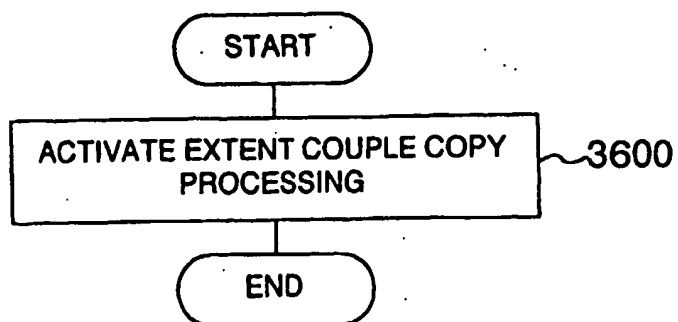 START
ACTIVATE EXTENT COUPLE COPY
PROCESSING
3600
END